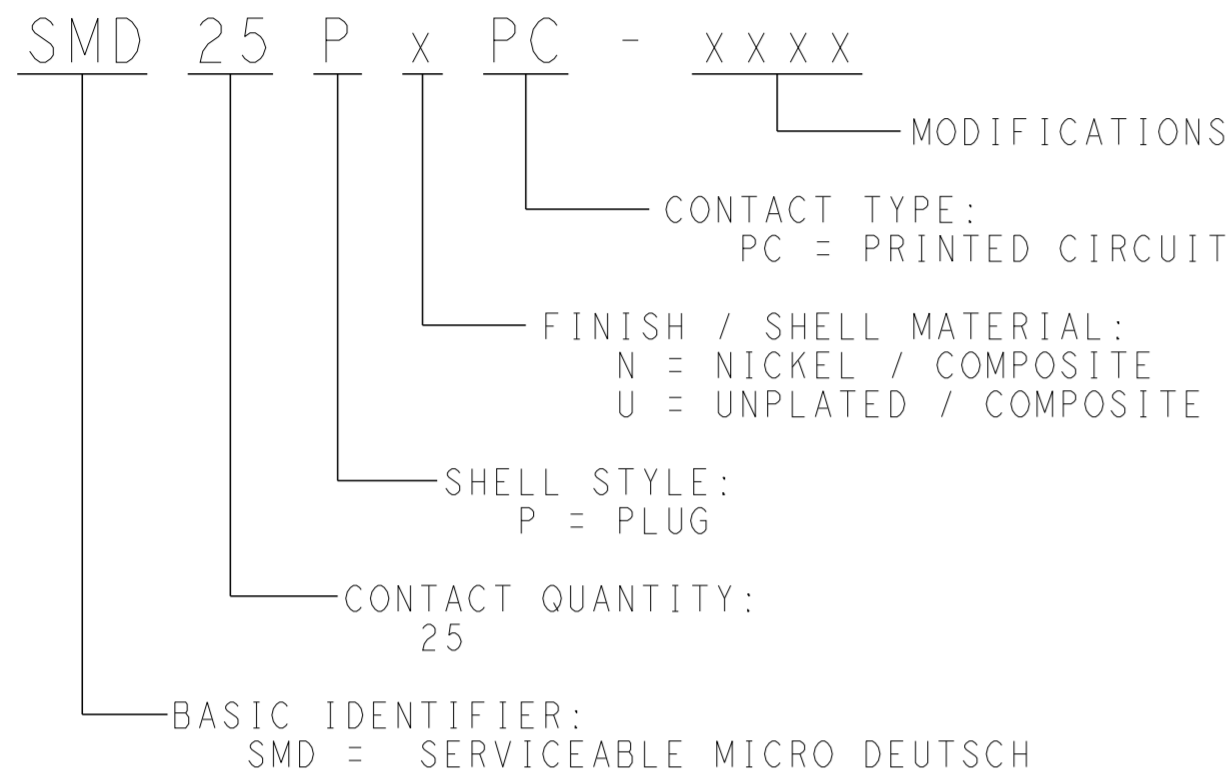 SMD 25 P x PC - xxxx
MODIFICATIONS
CONTACT TYPE:
PC = PRINTED CIRCUIT
FINISH / SHELL MATERIAL:
N = NICKEL / COMPOSITE
U = UNPLATED / COMPOSITE
SHELL STYLE:
P = PLUG
CONTACT QUANTITY:
25
BASIC IDENTIFIER:
SMD = SERVICEABLE MICRO DEUTSCH